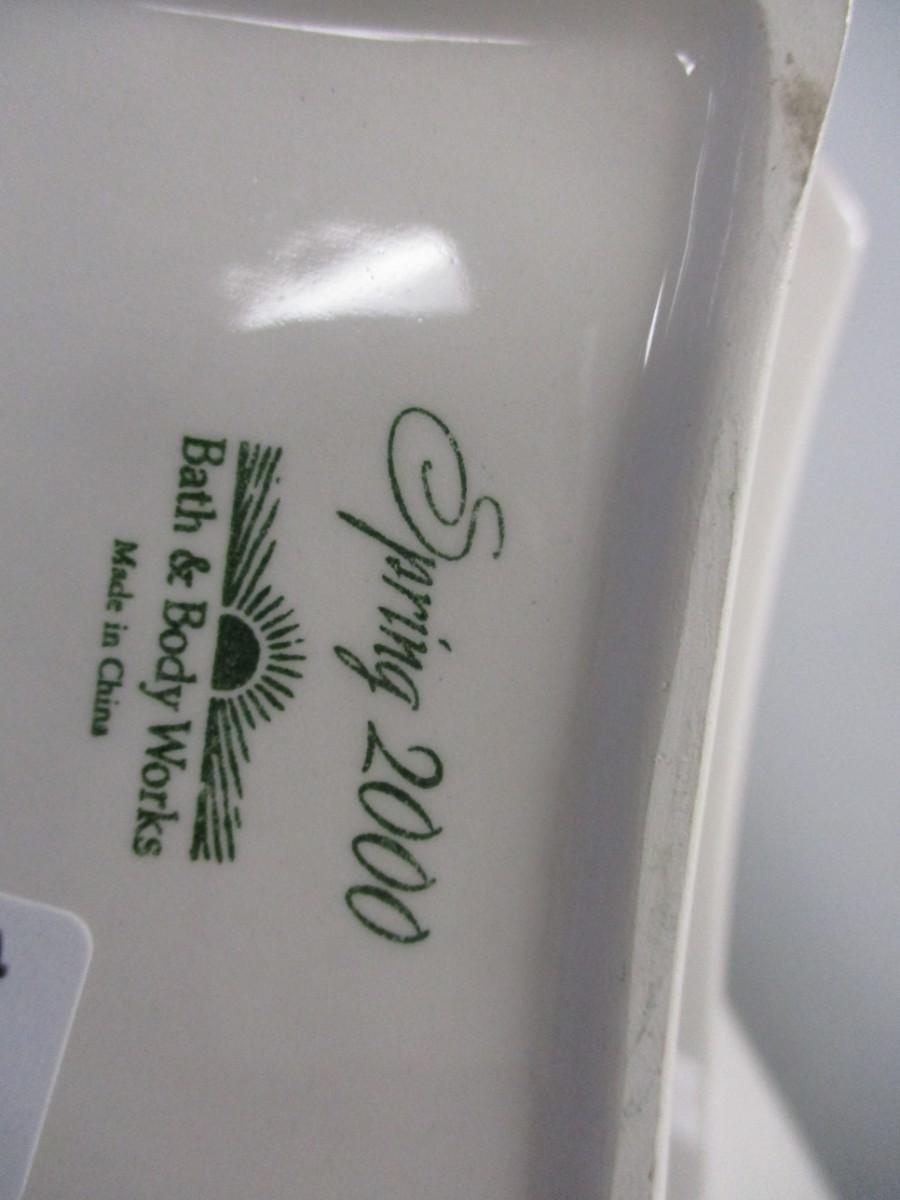 Spring 2000
Bath & Body Works
Made in China